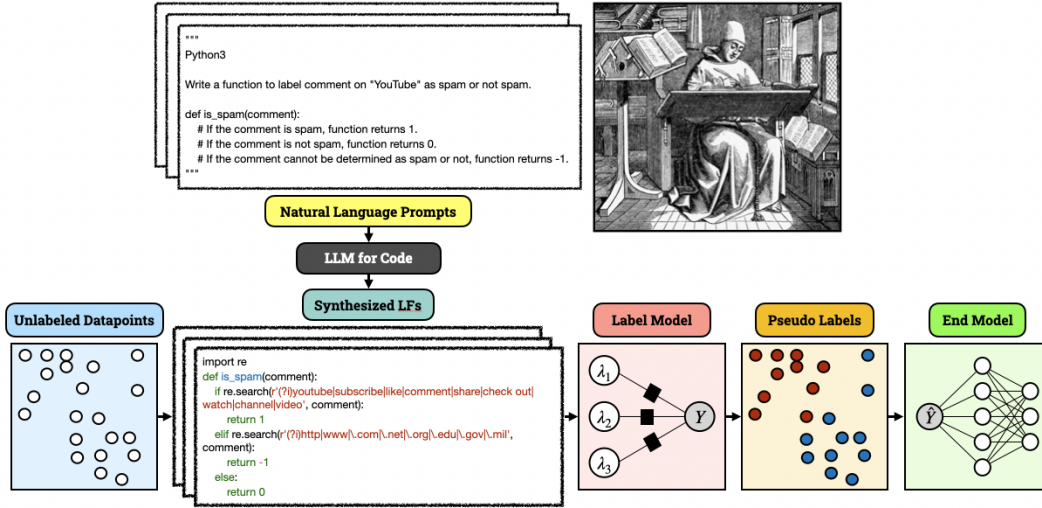 """
Python3
Write a function to label comment on "YouTube" as spam or not spam.
def is_spam(comment):
# If the comment is spam, function returns 1.
# If the comment is not spam, function returns 0.
# If the comment cannot be determined as spam or not, function returns -1.
"""
Natural Language Prompts
LLM for Code
Synthesized LFs
Unlabeled Datapoints
import re
def is_spam(comment):
if re.search(r'(?i)youtube|subscribe|like|comment|share|check out|
watch|channel|video', comment):
return 1
elif re.search(r'(?i)http|www|\.com|\.net|\.org|\.edu|\.gov|\.mil',
comment):
return -1
else:
return 0
Label Model
λ1
λ2
λ3
Y
Pseudo Labels
End Model
Ŷ